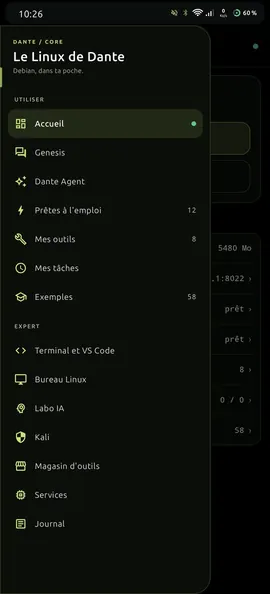 10:26
0
60 %
DANTE / CORE
Le Linux de Dante
Debian, dans ta poche.
UTILISER
Accueil
Genesis
Dante Agent
Prêtes à l'emploi 12
Mes outils 8
Mes tâches
Exemples 58
EXPERT
Terminal et VS Code
Bureau Linux
Labo IA
Kali
Magasin d'outils
Services
Journal
5480 Mo
.1:8022 ›
prêt ›
prêt ›
8 ›
0 / 0 ›
58 ›